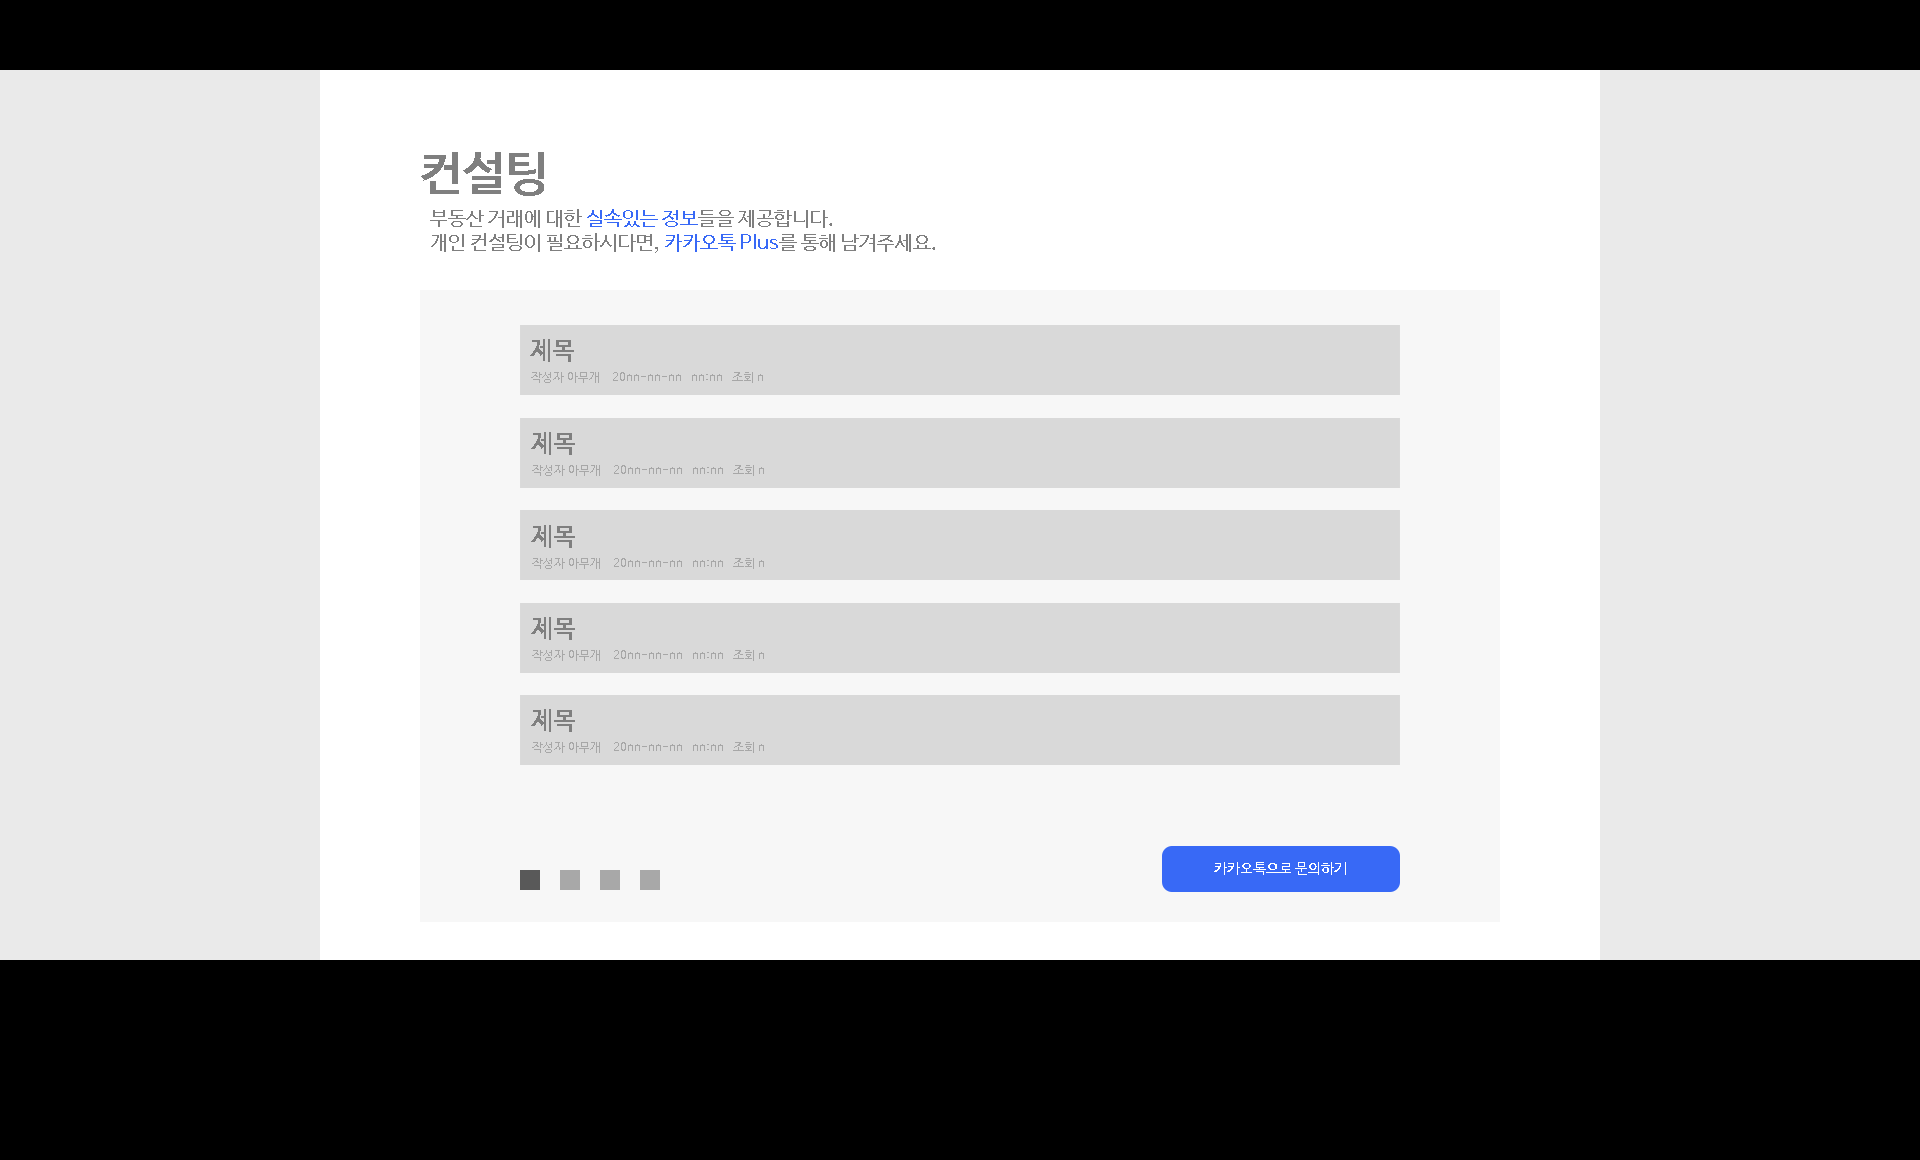 컨설팅
부동산 거래에 대한 실속있는 정보들을 제공합니다.
개인 컨설팅이 필요하시다면, 카카오톡 Plus를 통해 남겨주세요.
제목
작성자 아무개 20nn-nn-nn nn:nn 조회 n
제목
작성자 아무개 20nn-nn-nn nn:nn 조회 n
제목
작성자 아무개 20nn-nn-nn nn:nn 조회 n
제목
작성자 아무개 20nn-nn-nn nn:nn 조회 n
제목
작성자 아무개 20nn-nn-nn nn:nn 조회 n
카카오톡으로 문의하기